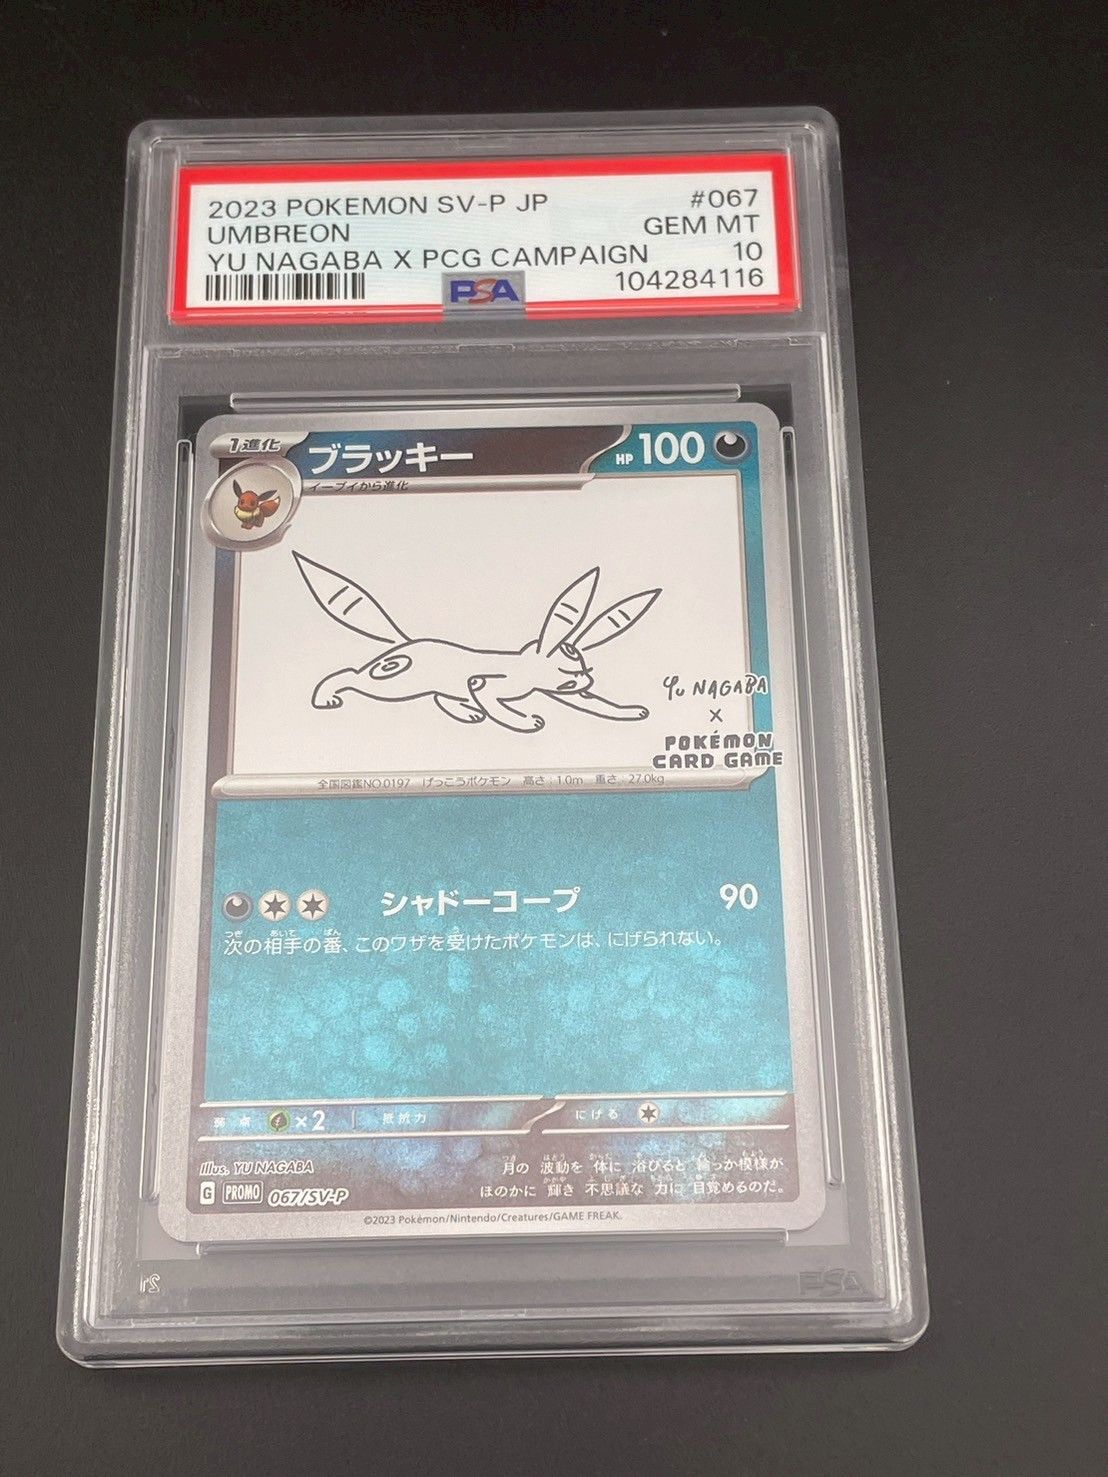 2023 POKEMON SV-P JP #067
UMBREON GEM MT
YU NAGABA X PCG CAMPAIGN 10
PSA 104284116
1進化 ブラッキー HP 100
イーブイから進化
Yu NAGABA
×
POKÉMON
CARD GAME
全国図鑑NO.0197 げっこうポケモン 高さ:1.0m 重さ:27.0kg
シャドーコープ 90
次の相手の番、このワザを受けたポケモンは、にげられない。
弱点 ×2 抵抗力 にげる
Illus. YU NAGABA
月の波動を体に浴びると輪っか模様が
ほのかに輝き不思議な力に目覚めるのだ。
G PROMO 067/SV-P
©2023 Pokémon/Nintendo/Creatures/GAME FREAK.
PSA